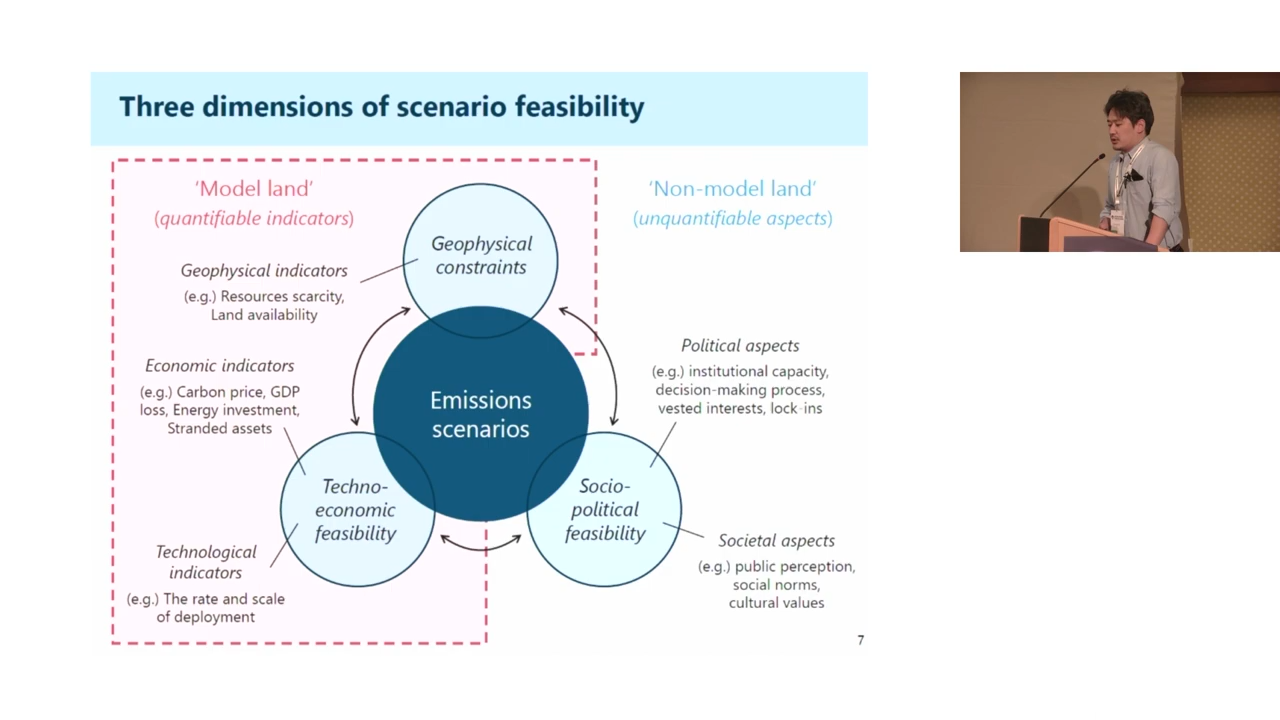 Three dimensions of scenario feasibility
'Model land'
(quantifiable indicators)
'Non-model land'
(unquantifiable aspects)
Geophysical
constraints
Geophysical indicators
(e.g.) Resources scarcity,
Land availability
Economic indicators
(e.g.) Carbon price, GDP
loss, Energy investment,
Stranded assets
Emissions
scenarios
Political aspects
(e.g.) institutional capacity,
decision-making process,
vested interests, lock-ins
Techno-
economic
feasibility
Socio-
political
feasibility
Technological
indicators
(e.g.) The rate and scale
of deployment
Societal aspects
(e.g.) public perception,
social norms,
cultural values
7